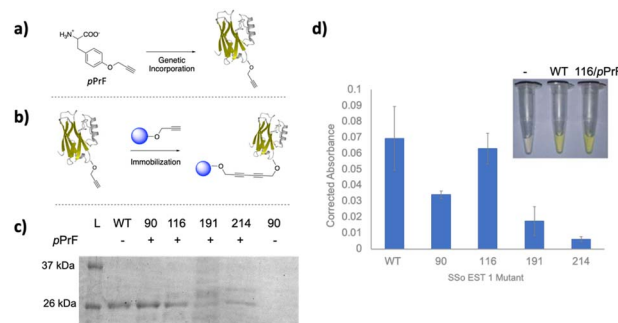 a)
H₃N⁺ COO⁻
O
pPrF
Genetic
Incorporation
O
b)
O
Immobilization
O
O
O
c)
L WT 90 116 191 214 90
pPrF - + + + + -
37 kDa
26 kDa
d)
- WT 116/pPrF
Corrected Absorbance
0.1
0.09
0.08
0.07
0.06
0.05
0.04
0.03
0.02
0.01
0
WT 90 116 191 214
SSo EST 1 Mutant